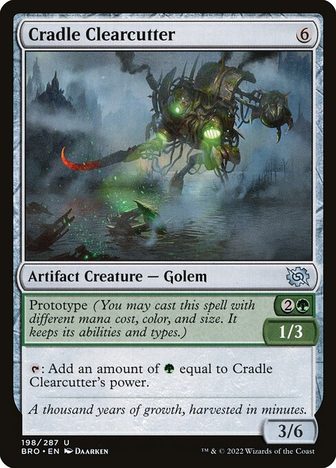 Cradle Clearcutter 6
Artifact Creature — Golem
Prototype (You may cast this spell with 2
different mana cost, color, and size. It
keeps its abilities and types.) 1/3
: Add an amount of equal to Cradle
Clearcutter's power.
A thousand years of growth, harvested in minutes.
3/6
198/287 U
BRO • EN Daarken
™ & © 2022 Wizards of the Coast